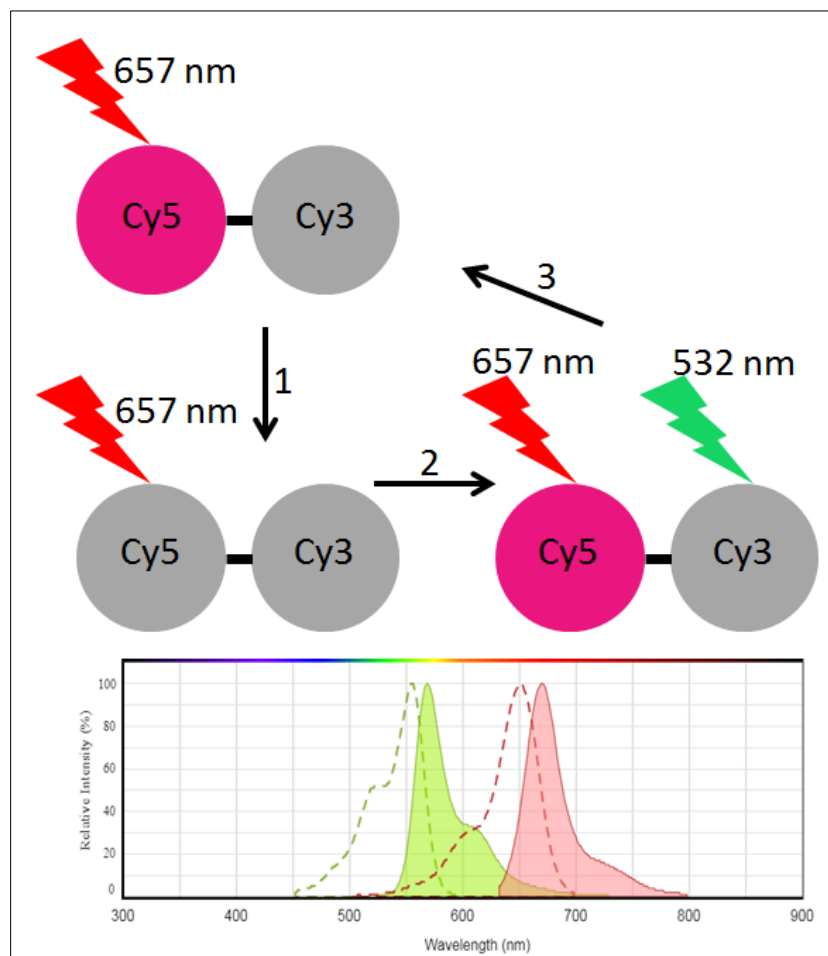 657 nm
Cy5 Cy3
3
1
657 nm
657 nm 532 nm
2
Cy5 Cy3
Cy5 Cy3
Relative Intensity (%)
100
80
60
40
20
0
300 400 500 600 700 800 900
Wavelength (nm)